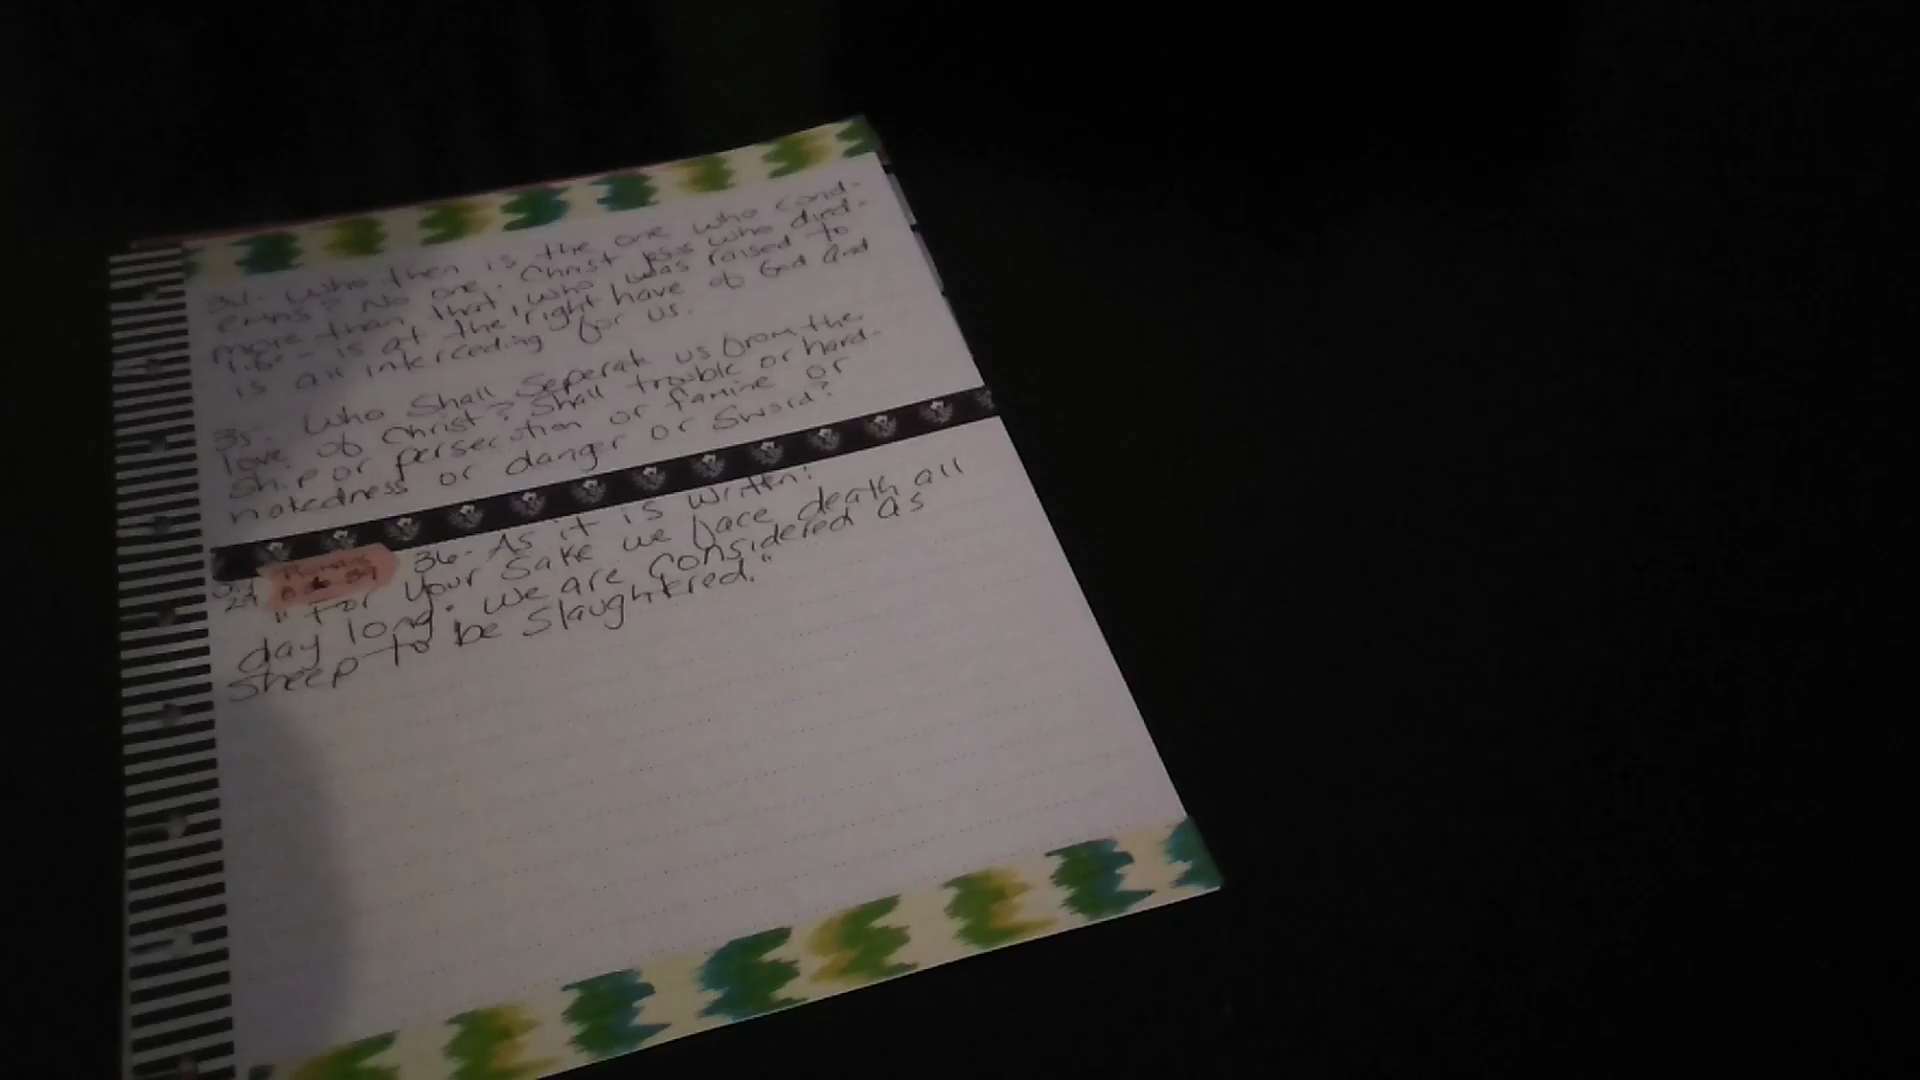 34. Who then is the one who cond-
emns? No one. Christ Jesus who died-
more than that, who was raised to
life - is at the right have of God and
is all interceding for us.
35. Who Shall Seperate us from the
love of Christ? Shall trouble or hard-
ship or persecution or famine or
nakedness or danger or Sword?
36- As it is written:
29
"For your Sake we face death all
day long; we are considered as
Sheep to be Slaughtered."